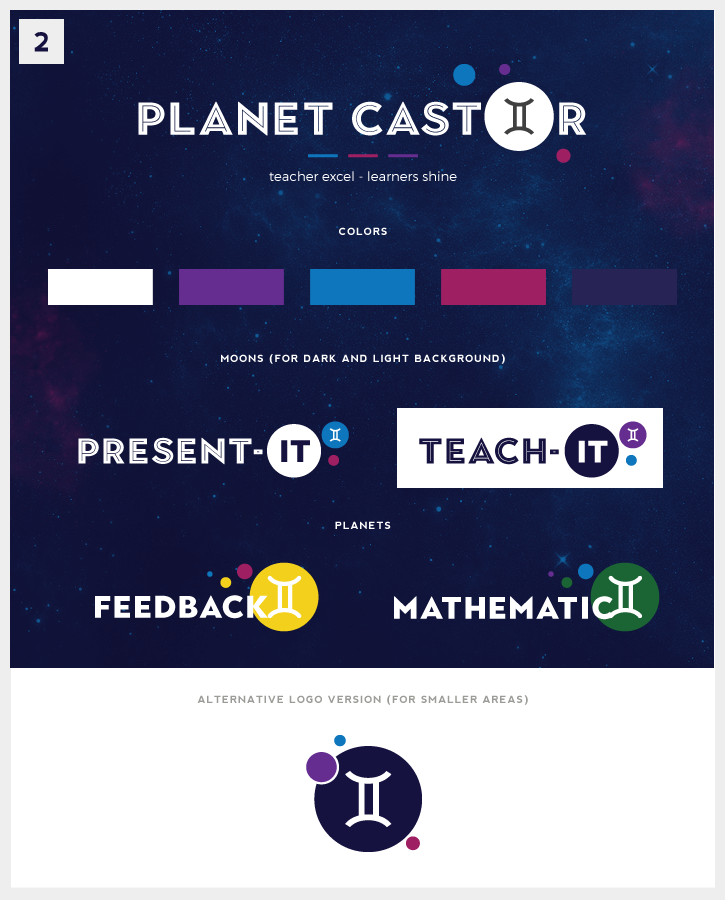 2
PLANET CAST♊R
teacher excel - learners shine
COLORS
MOONS (FOR DARK AND LIGHT BACKGROUND)
PRESENT-IT ♊
TEACH-IT ♊
PLANETS
FEEDBACK♊
MATHEMATIC♊
ALTERNATIVE LOGO VERSION (FOR SMALLER AREAS)
♊